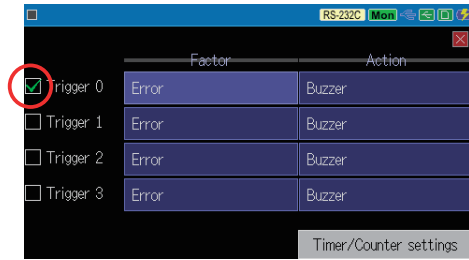 RS-232C Mon
Factor Action
Trigger 0 Error Buzzer
Trigger 1 Error Buzzer
Trigger 2 Error Buzzer
Trigger 3 Error Buzzer
Timer/Counter settings